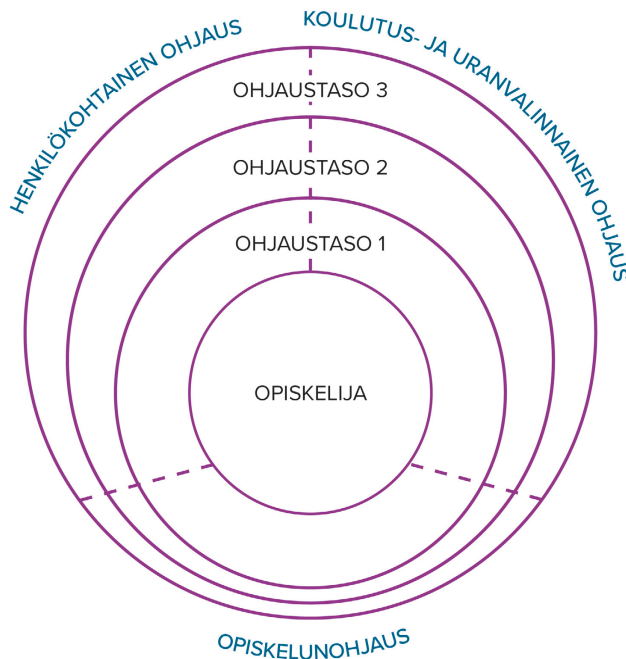 HENKILÖKOHTAINEN OHJAUS
KOULUTUS- JA URANVALINNAINEN OHJAUS
OHJAUSTASO 3
OHJAUSTASO 2
OHJAUSTASO 1
OPISKELIJA
OPISKELUNOHJAUS